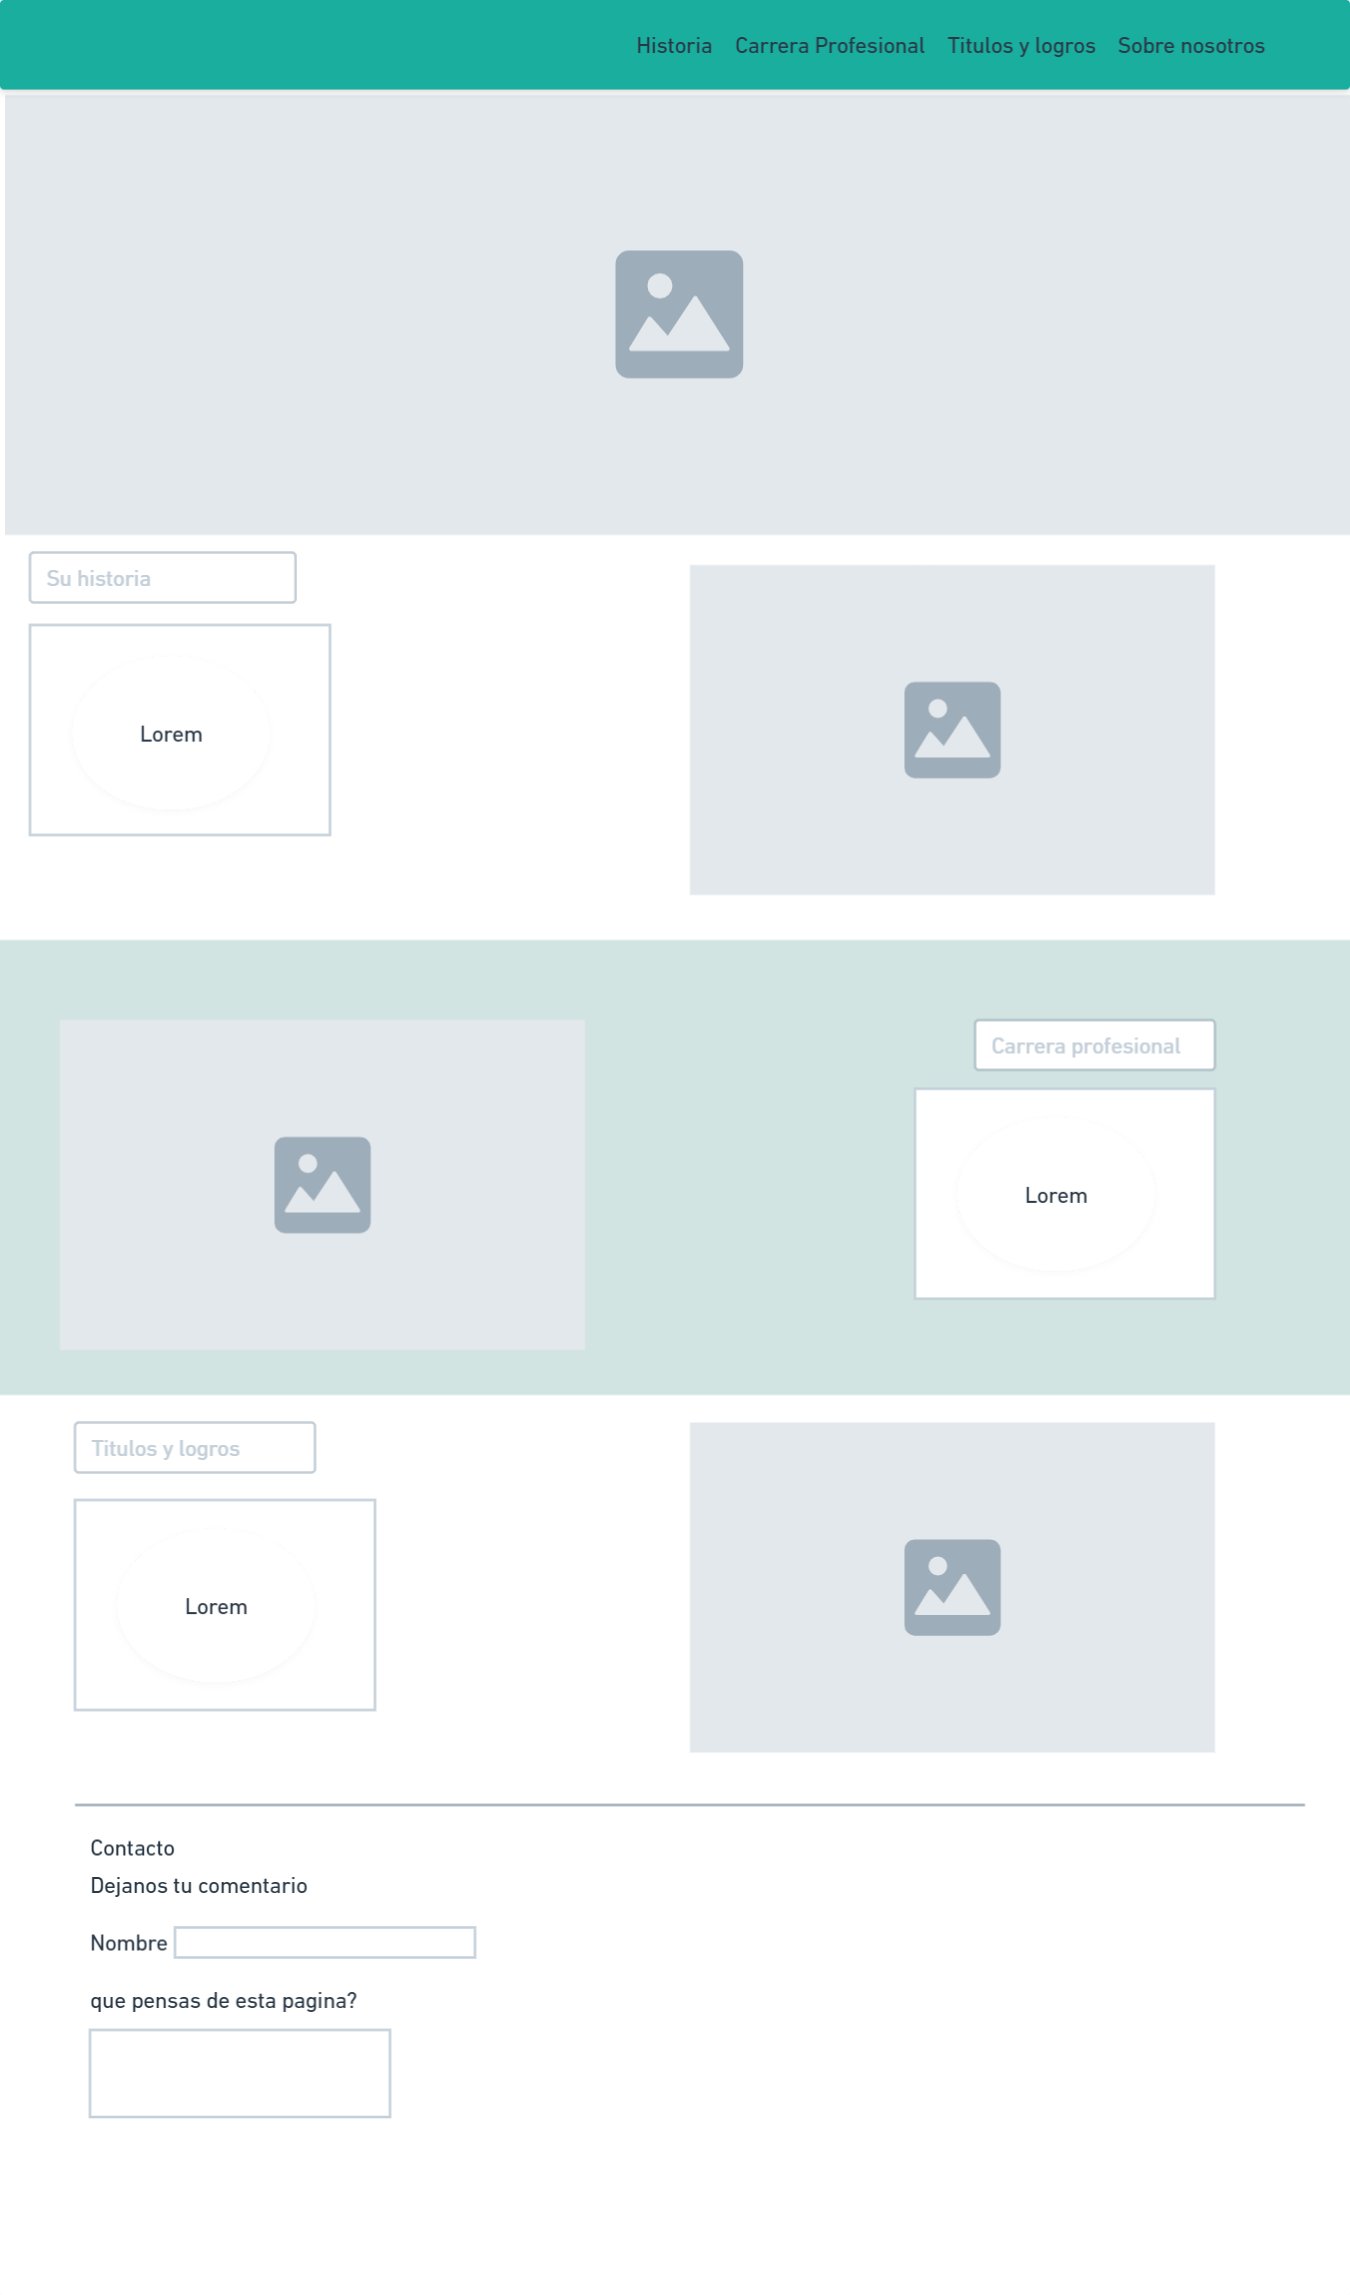 Historia Carrera Profesional Titulos y logros Sobre nosotros
Su historia
Lorem
Carrera profesional
Lorem
Titulos y logros
Lorem
Contacto
Dejanos tu comentario
Nombre
que pensas de esta pagina?